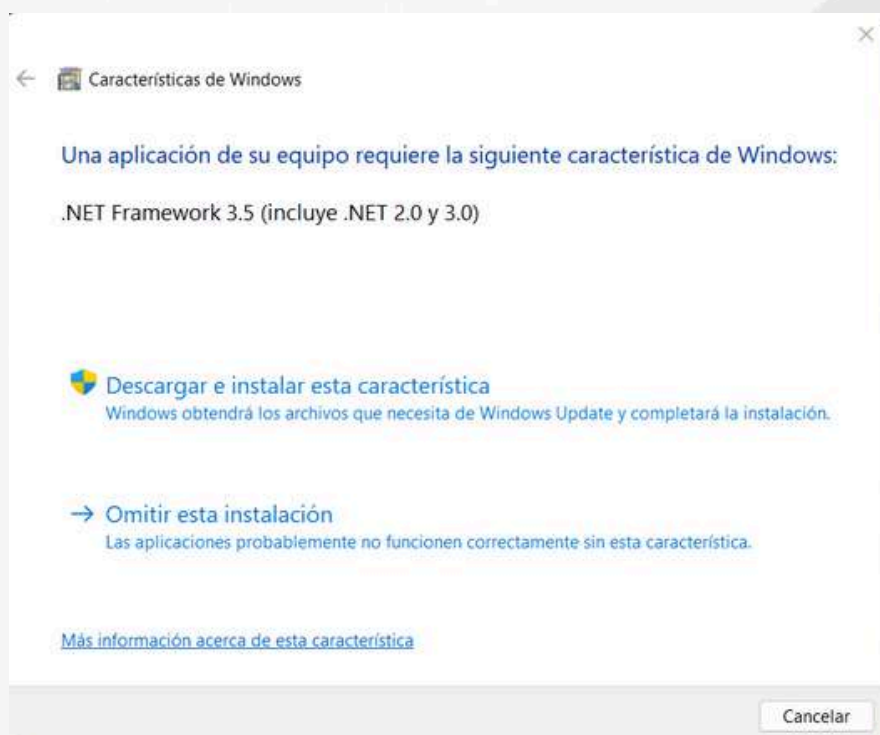 Características de Windows
Una aplicación de su equipo requiere la siguiente característica de Windows:
.NET Framework 3.5 (incluye .NET 2.0 y 3.0)
Descargar e instalar esta característica
Windows obtendrá los archivos que necesita de Windows Update y completará la instalación.
Omitir esta instalación
Las aplicaciones probablemente no funcionen correctamente sin esta característica.
Más información acerca de esta característica
Cancelar